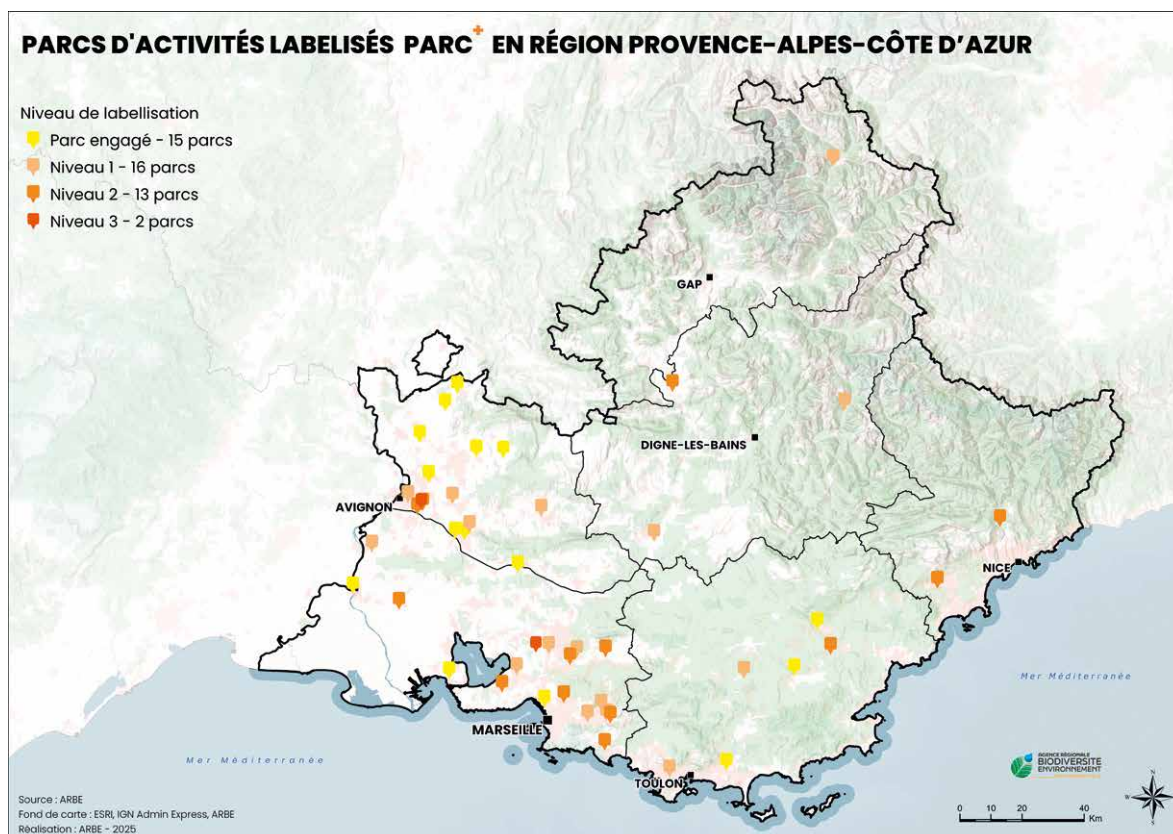 PARCS D'ACTIVITÉS LABELISÉS PARC+ EN RÉGION PROVENCE-ALPES-CÔTE D'AZUR
Niveau de labellisation
Parc engagé - 15 parcs
Niveau 1 - 16 parcs
Niveau 2 - 13 parcs
Niveau 3 - 2 parcs
GAP
DIGNE-LES-BAINS
AVIGNON
NICE
MARSEILLE
TOULON
Mer Méditerranée
Mer Méditerranée
AGENCE RÉGIONALE
BIODIVERSITÉ
ENVIRONNEMENT
Source : ARBE
Fond de carte : ESRI, IGN Admin Express, ARBE
Réalisation : ARBE - 2025
0 10 20 40
Km
N
W E
S